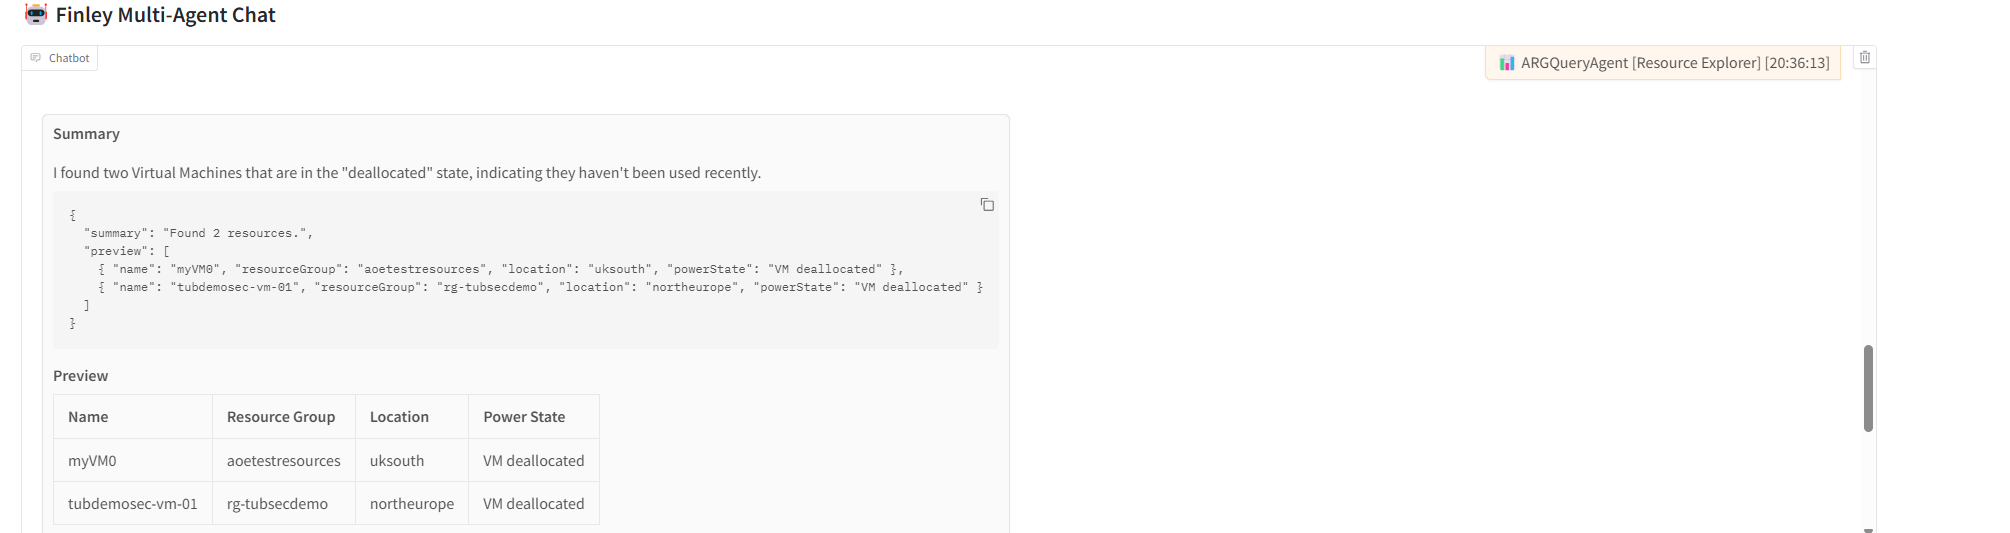 Finley Multi-Agent Chat
Chatbot
ARGQueryAgent [Resource Explorer] [20:36:13]
Summary
I found two Virtual Machines that are in the "deallocated" state, indicating they haven't been used recently.
{
  "summary": "Found 2 resources.",
  "preview": [
    { "name": "myVM0", "resourceGroup": "aoetestresources", "location": "uksouth", "powerState": "VM deallocated" },
    { "name": "tubdemosec-vm-01", "resourceGroup": "rg-tubsecdemo", "location": "northeurope", "powerState": "VM deallocated" }
  ]
}
Preview
Name Resource Group Location Power State
myVM0 aoetestresources uksouth VM deallocated
tubdemosec-vm-01 rg-tubsecdemo northeurope VM deallocated